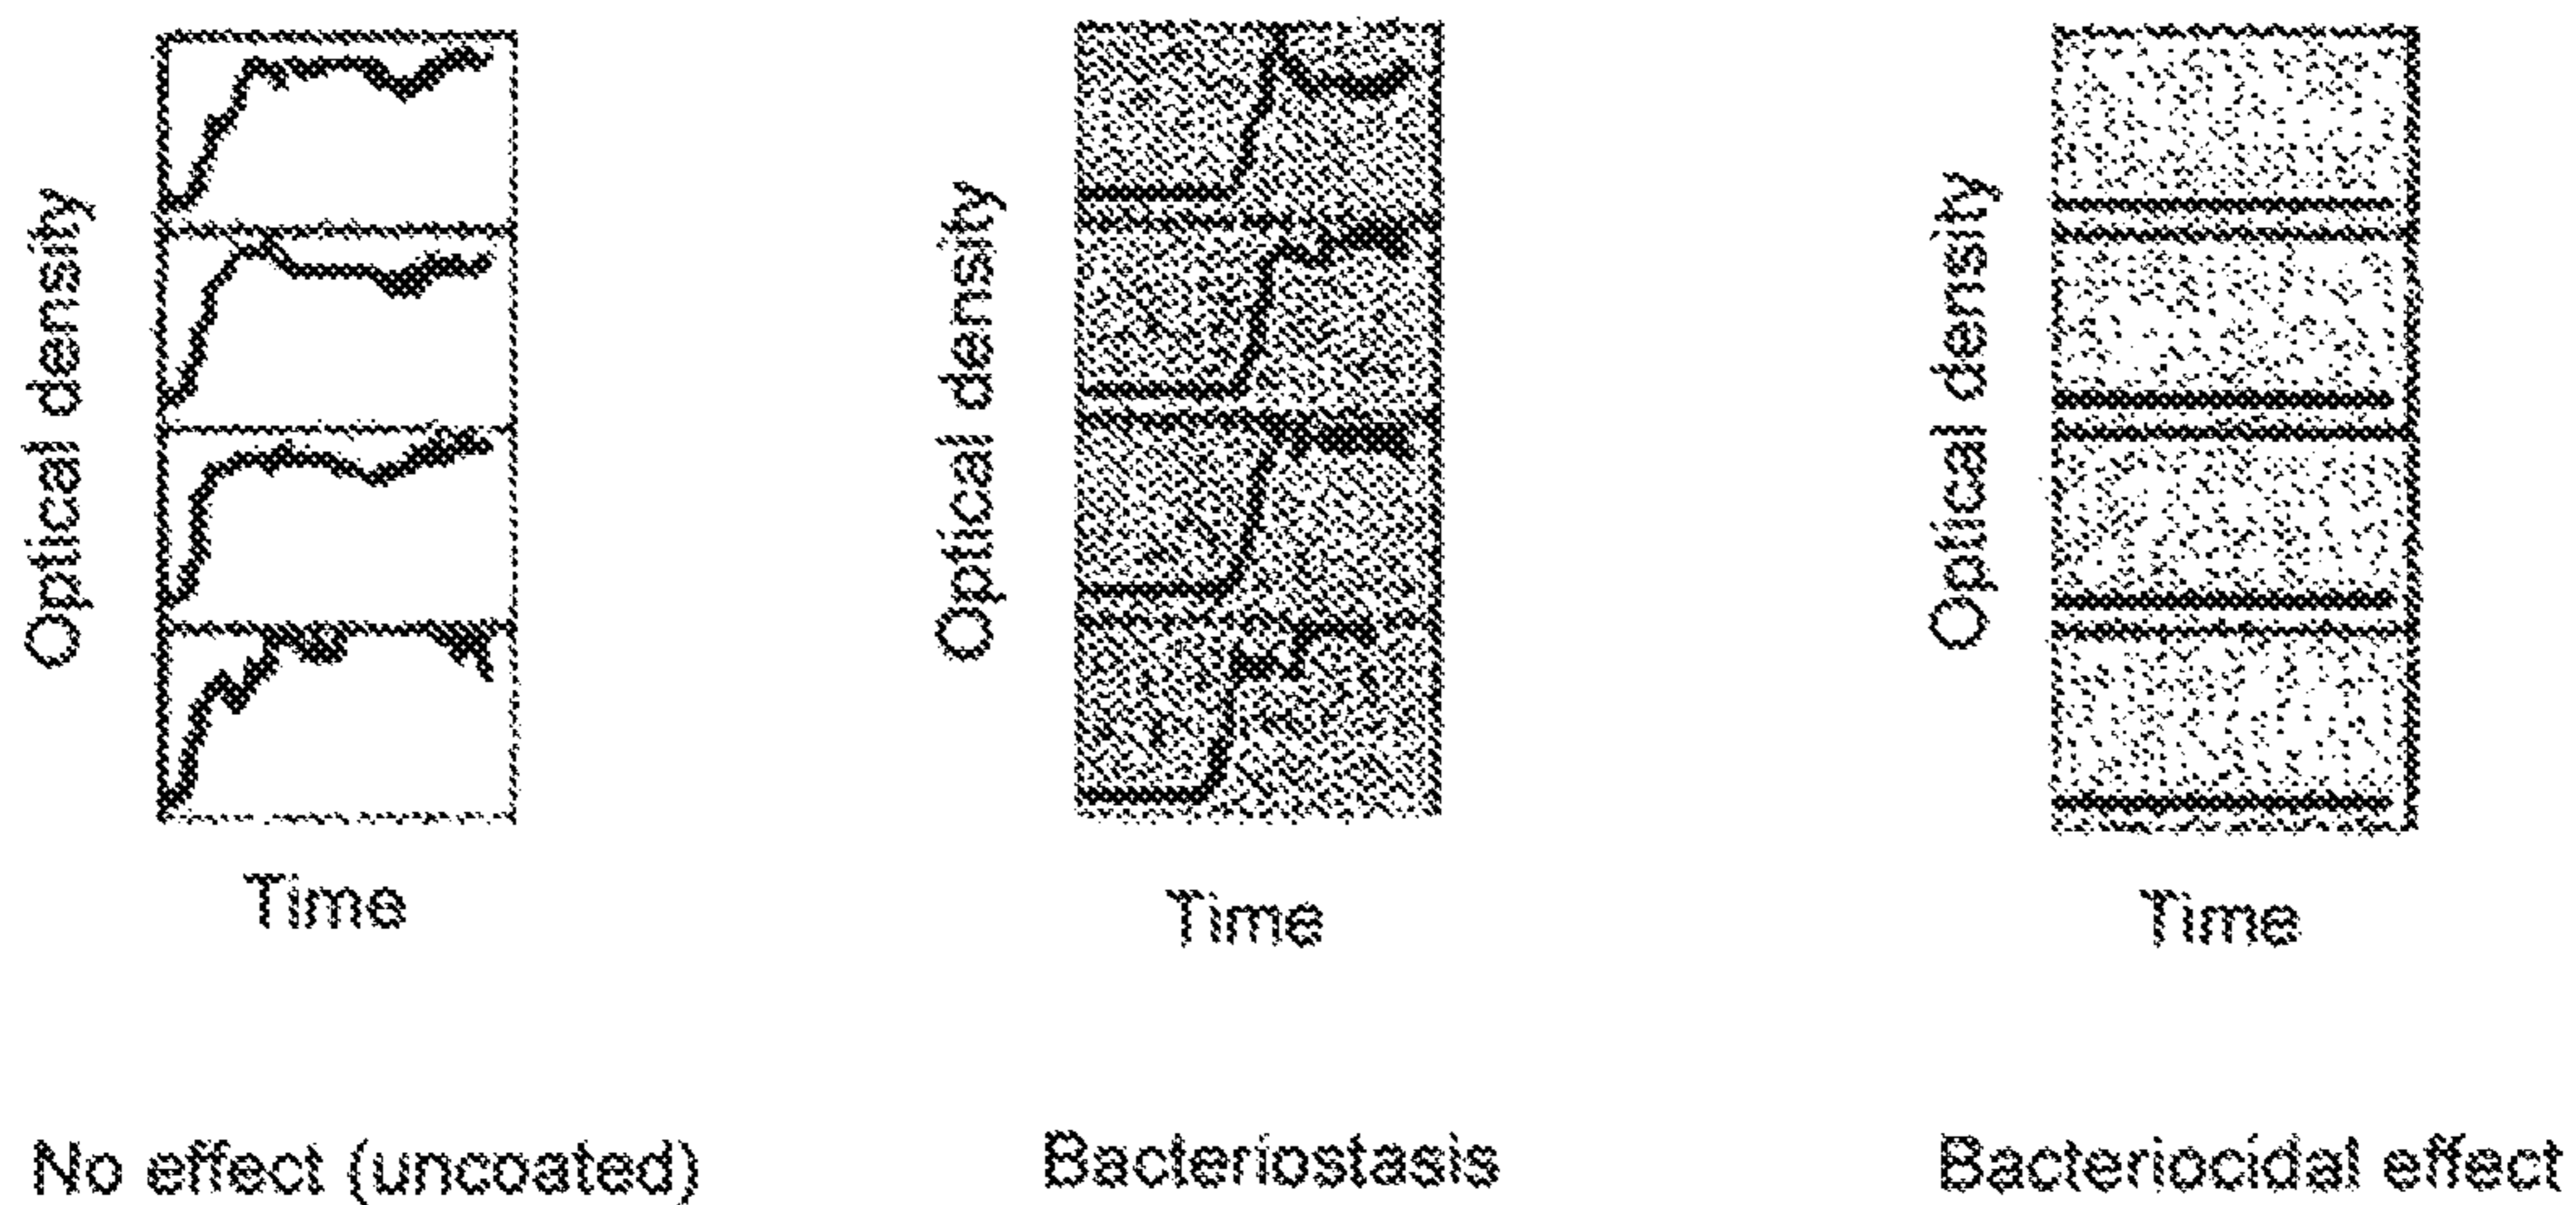 Optical density
Optical density
Optical density
Time
Time
Time
No effect (uncoated)
Bacteriostasis
Bacteriocidal effect